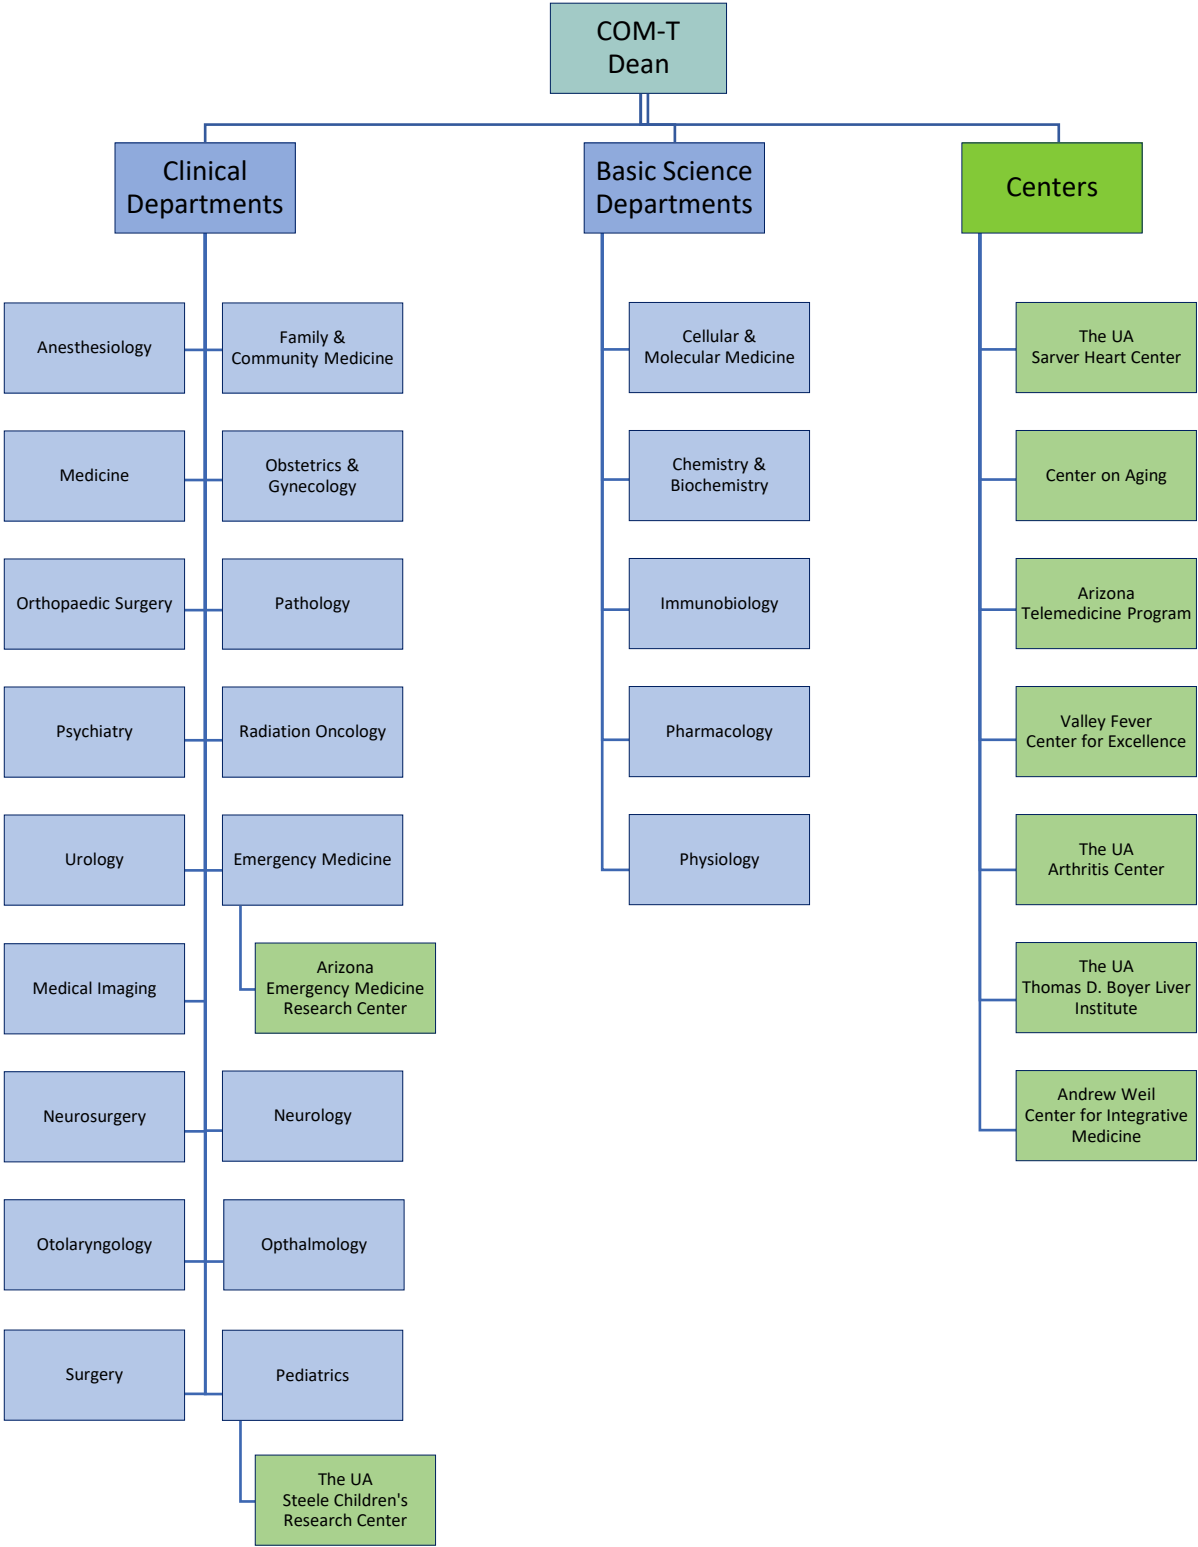 COM-T
Dean
Clinical
Departments
Basic Science
Departments
Centers
Anesthesiology
Family &
Community Medicine
Medicine
Obstetrics &
Gynecology
Orthopaedic Surgery
Pathology
Psychiatry
Radiation Oncology
Urology
Emergency Medicine
Arizona
Emergency Medicine
Research Center
Medical Imaging
Neurosurgery
Neurology
Otolaryngology
Opthalmology
Surgery
Pediatrics
The UA
Steele Children's
Research Center
Cellular &
Molecular Medicine
Chemistry &
Biochemistry
Immunobiology
Pharmacology
Physiology
The UA
Sarver Heart Center
Center on Aging
Arizona
Telemedicine Program
Valley Fever
Center for Excellence
The UA
Arthritis Center
The UA
Thomas D. Boyer Liver
Institute
Andrew Weil
Center for Integrative
Medicine